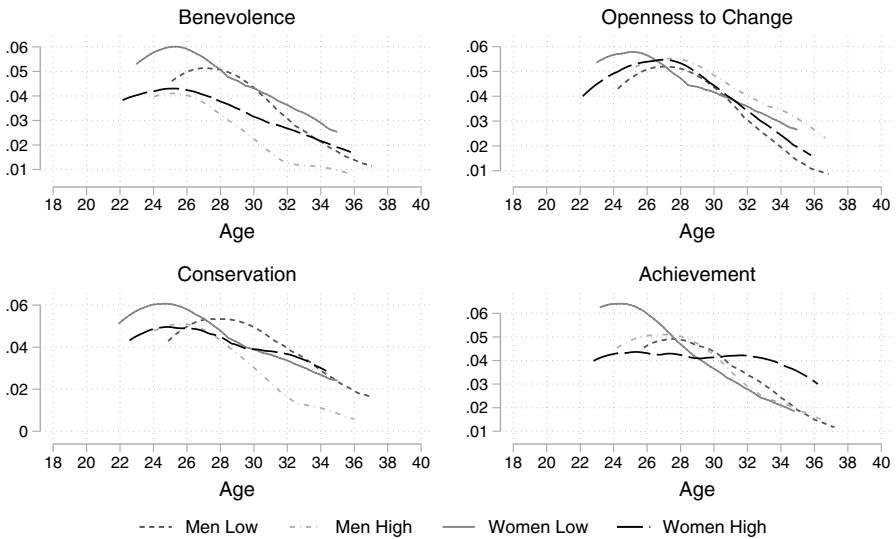 Benevolence
.06
.05
.04
.03
.02
.01
18 20 22 24 26 28 30 32 34 36 38 40
Age
Openness to Change
.06
.05
.04
.03
.02
.01
18 20 22 24 26 28 30 32 34 36 38 40
Age
Conservation
.06
.04
.02
0
18 20 22 24 26 28 30 32 34 36 38 40
Age
Achievement
.06
.05
.04
.03
.02
.01
18 20 22 24 26 28 30 32 34 36 38 40
Age
Men Low Men High Women Low Women High